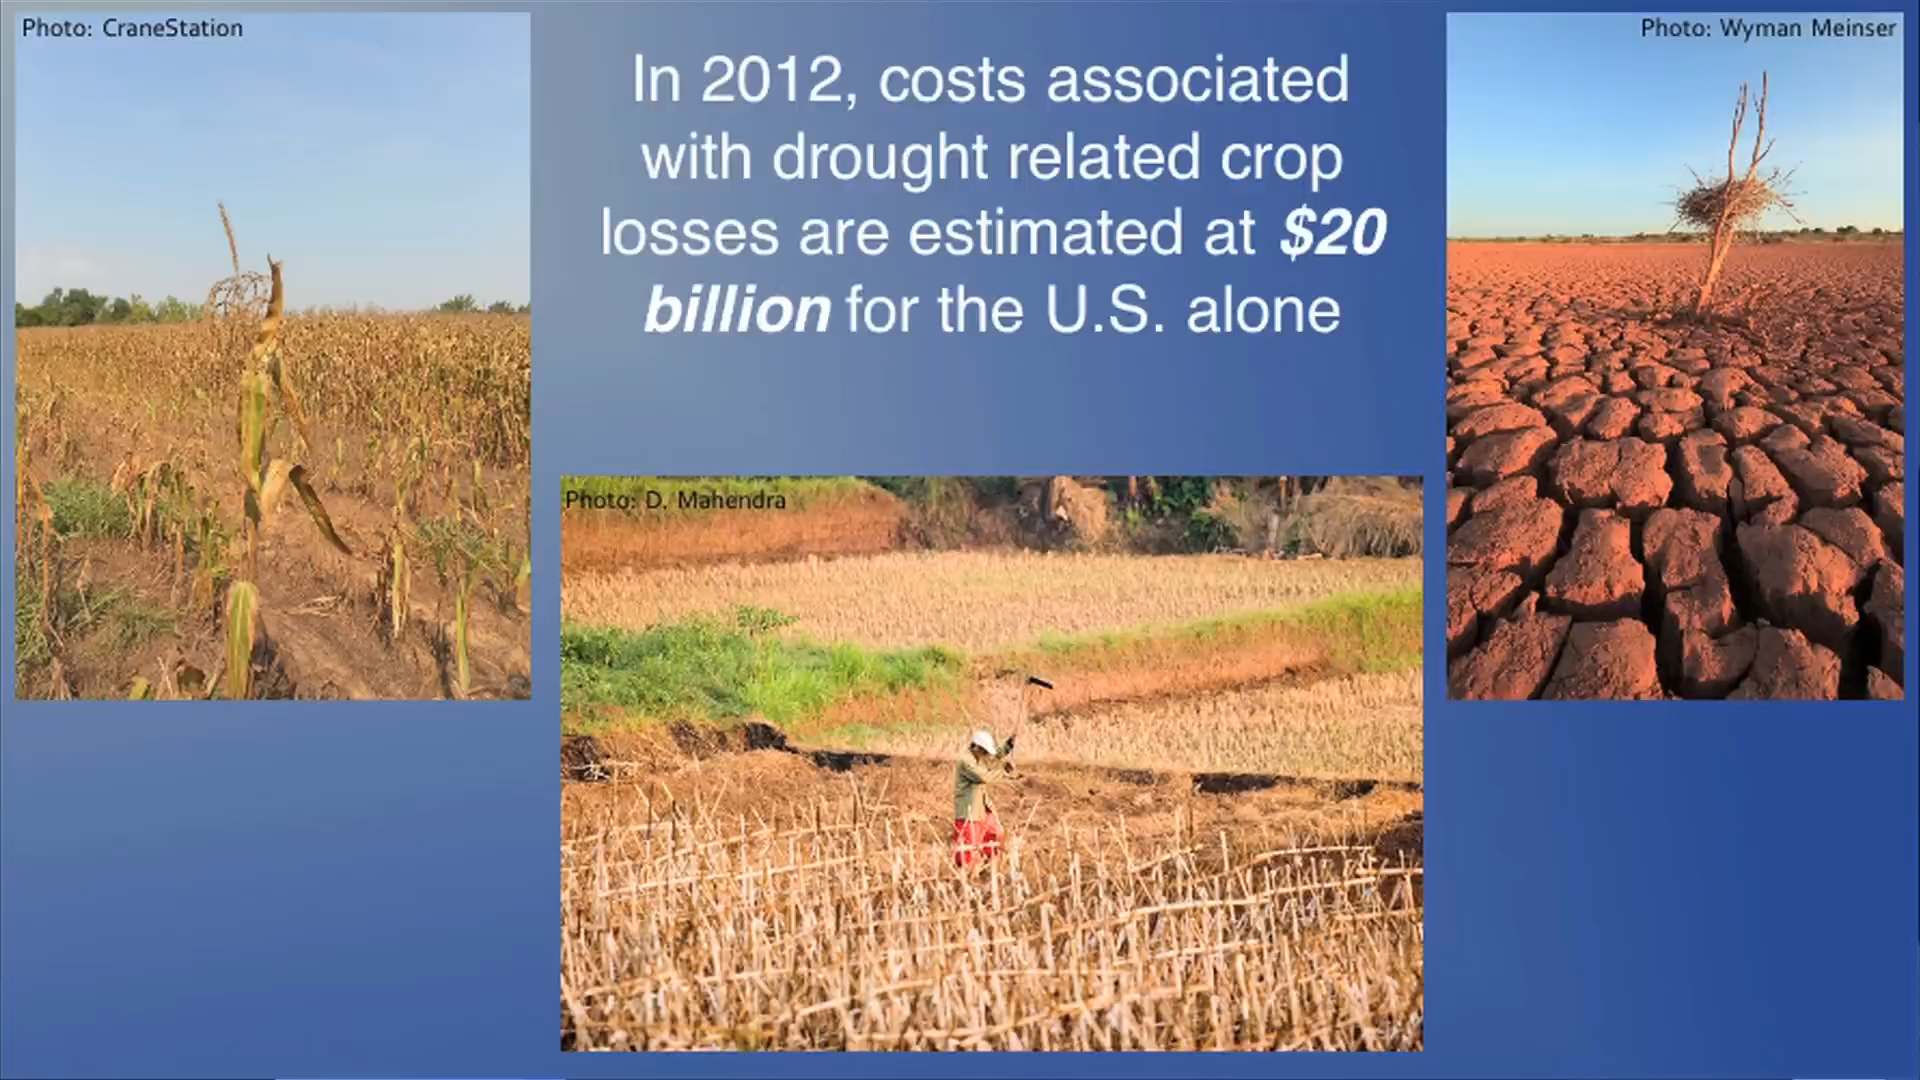 Photo: CraneStation
In 2012, costs associated
with drought related crop
losses are estimated at $20
billion for the U.S. alone
Photo: Wyman Meinser
Photo: D. Mahendra